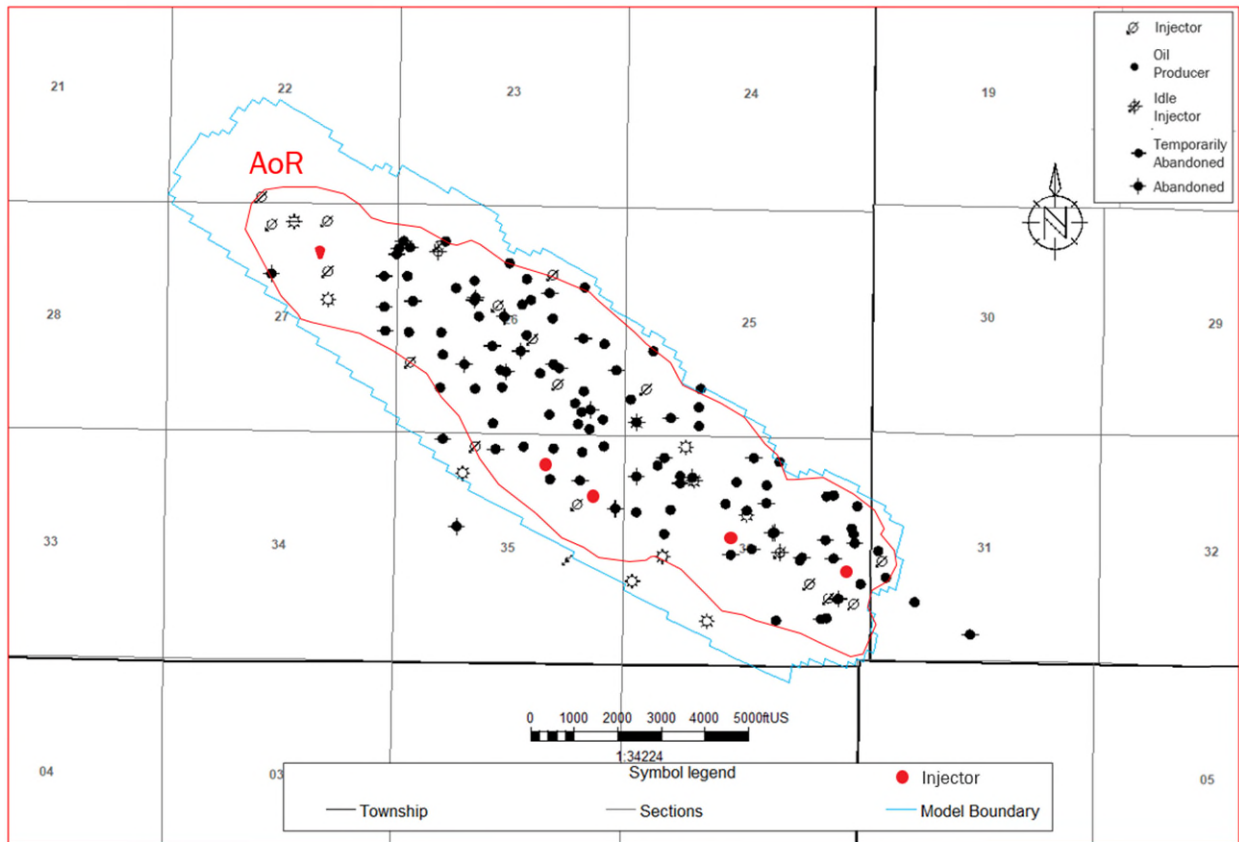 21
22
23
24
19
Injector
Oil
Producer
Idle
Injector
Temporarily
Abandoned
Abandoned
AoR
N
28
27
26
25
30
29
33
34
35
31
32
0 1000 2000 3000 4000 5000ftUS
1:34224
04
03
05
Symbol legend
Injector
Township
Sections
Model Boundary